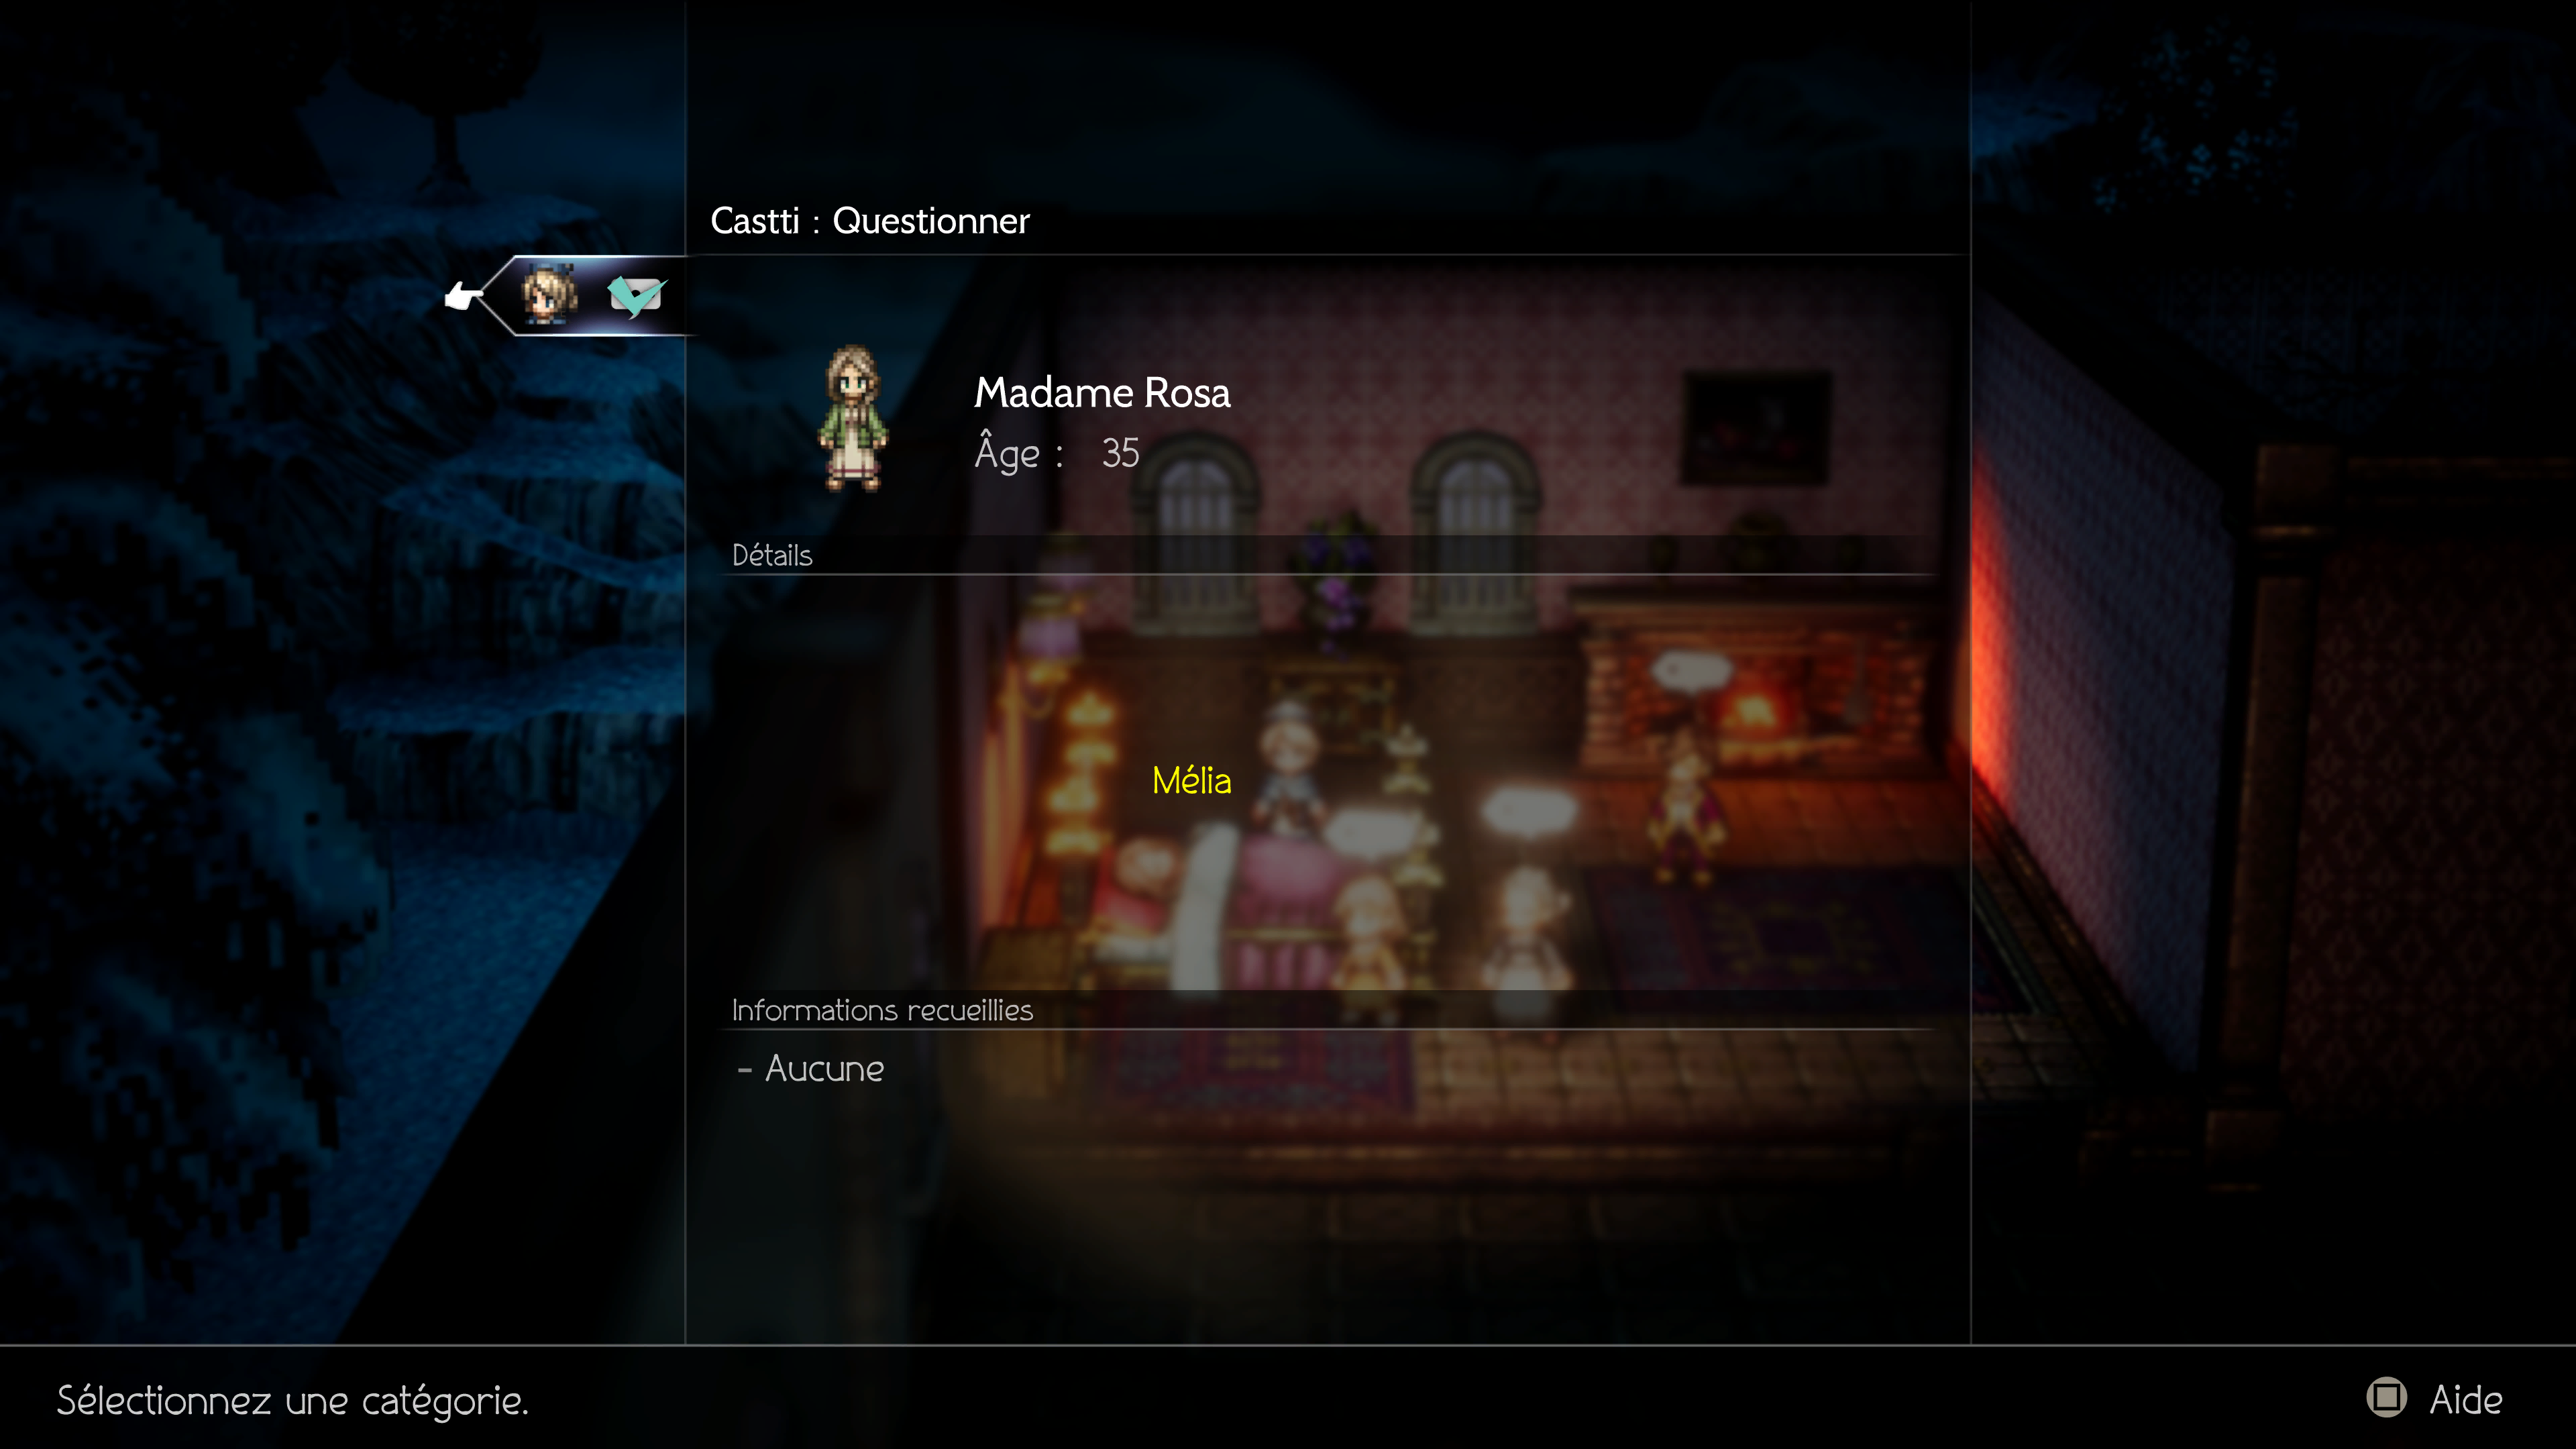 Castti : Questionner
Madame Rosa
Âge : 35
Détails
Mélia
Informations recueillies
- Aucune
Sélectionnez une catégorie.
Aide